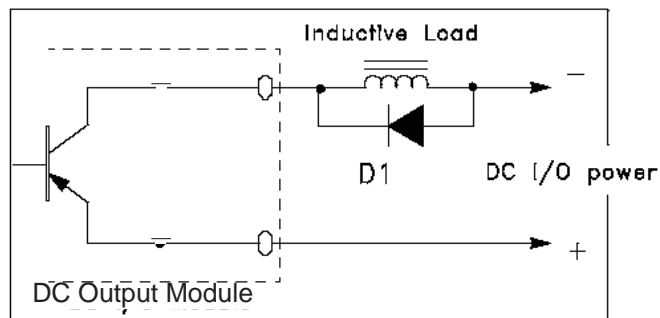 Inductive Load
−
D1
DC I/O power
+
DC Output Module